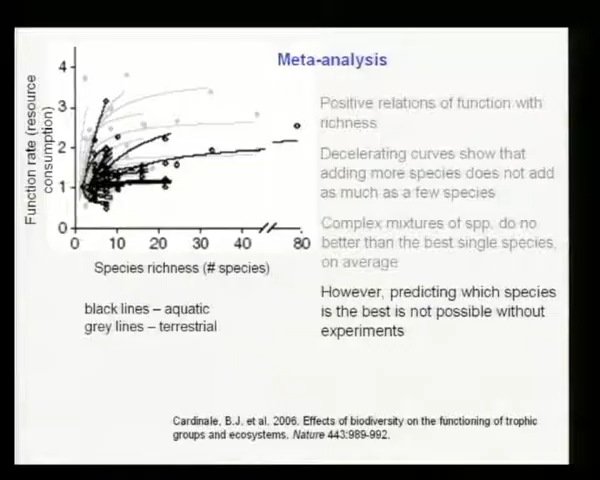 Meta-analysis
Function rate (resource
consumption)
4
3
2
1
0
0 10 20 30 40 80
Species richness (# species)
black lines – aquatic
grey lines – terrestrial
Positive relations of function with
richness
Decelerating curves show that
adding more species does not add
as much as a few species
Complex mixtures of spp. do no
better than the best single species,
on average
However, predicting which species
is the best is not possible without
experiments
Cardinale, B.J. et al. 2006. Effects of biodiversity on the functioning of trophic
groups and ecosystems. Nature 443:989-992.